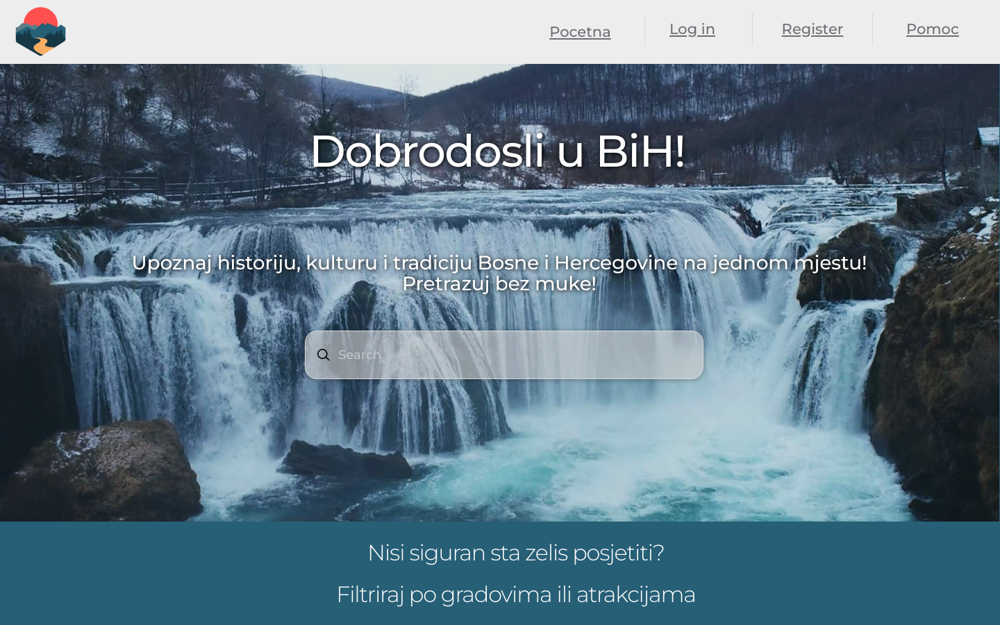 Pocetna
Log in
Register
Pomoc
Dobrodosli u BiH!
Upoznaj historiju, kulturu i tradiciju Bosne i Hercegovine na jednom mjestu!
Pretrazuj bez muke!
Search
Nisi siguran sta zelis posjetiti?
Filtriraj po gradovima ili atrakcijama